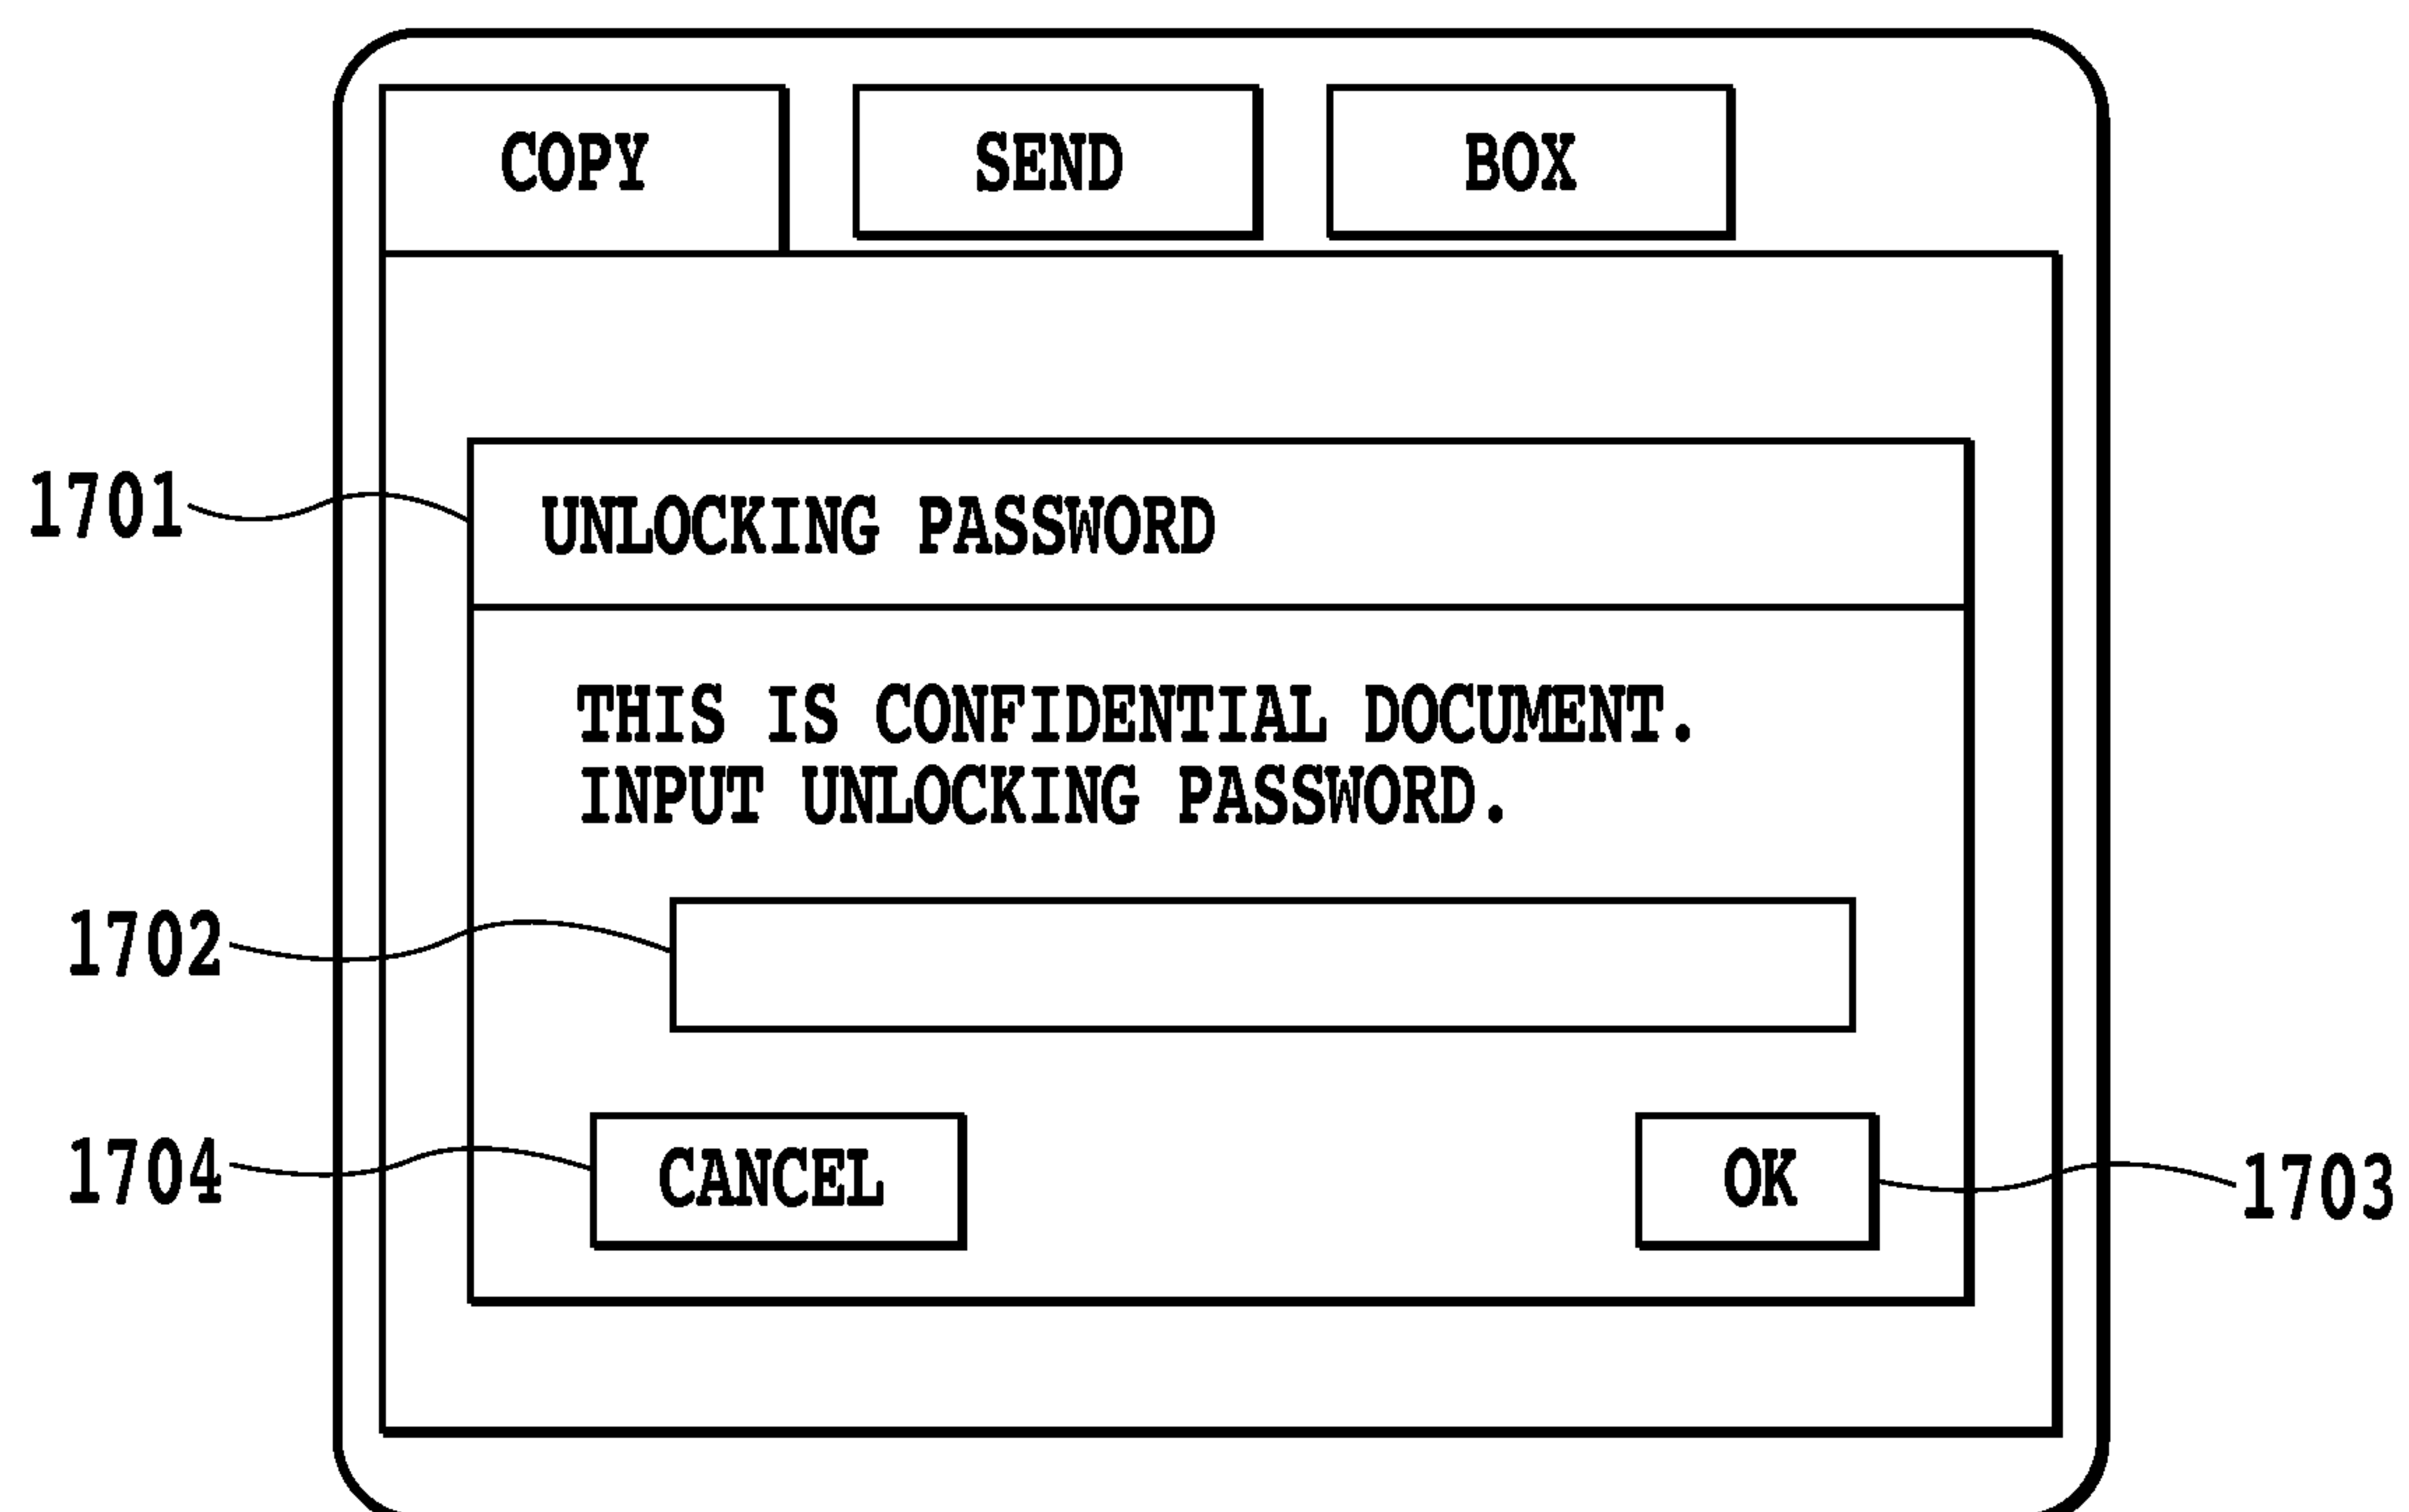 COPY SEND BOX
1701
UNLOCKING PASSWORD
THIS IS CONFIDENTIAL DOCUMENT.
INPUT UNLOCKING PASSWORD.
1702
1704
CANCEL OK
1703